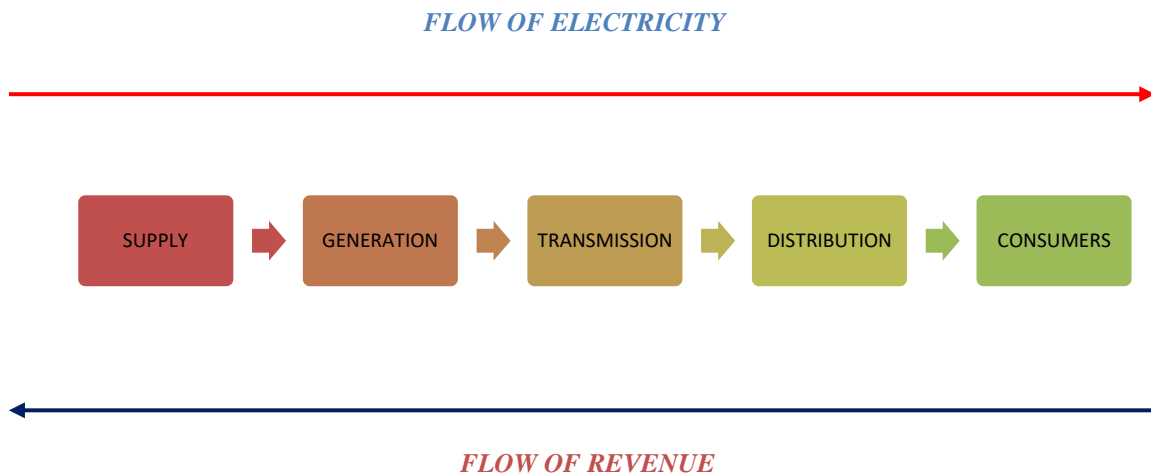 FLOW OF ELECTRICITY
SUPPLY
GENERATION
TRANSMISSION
DISTRIBUTION
CONSUMERS
FLOW OF REVENUE